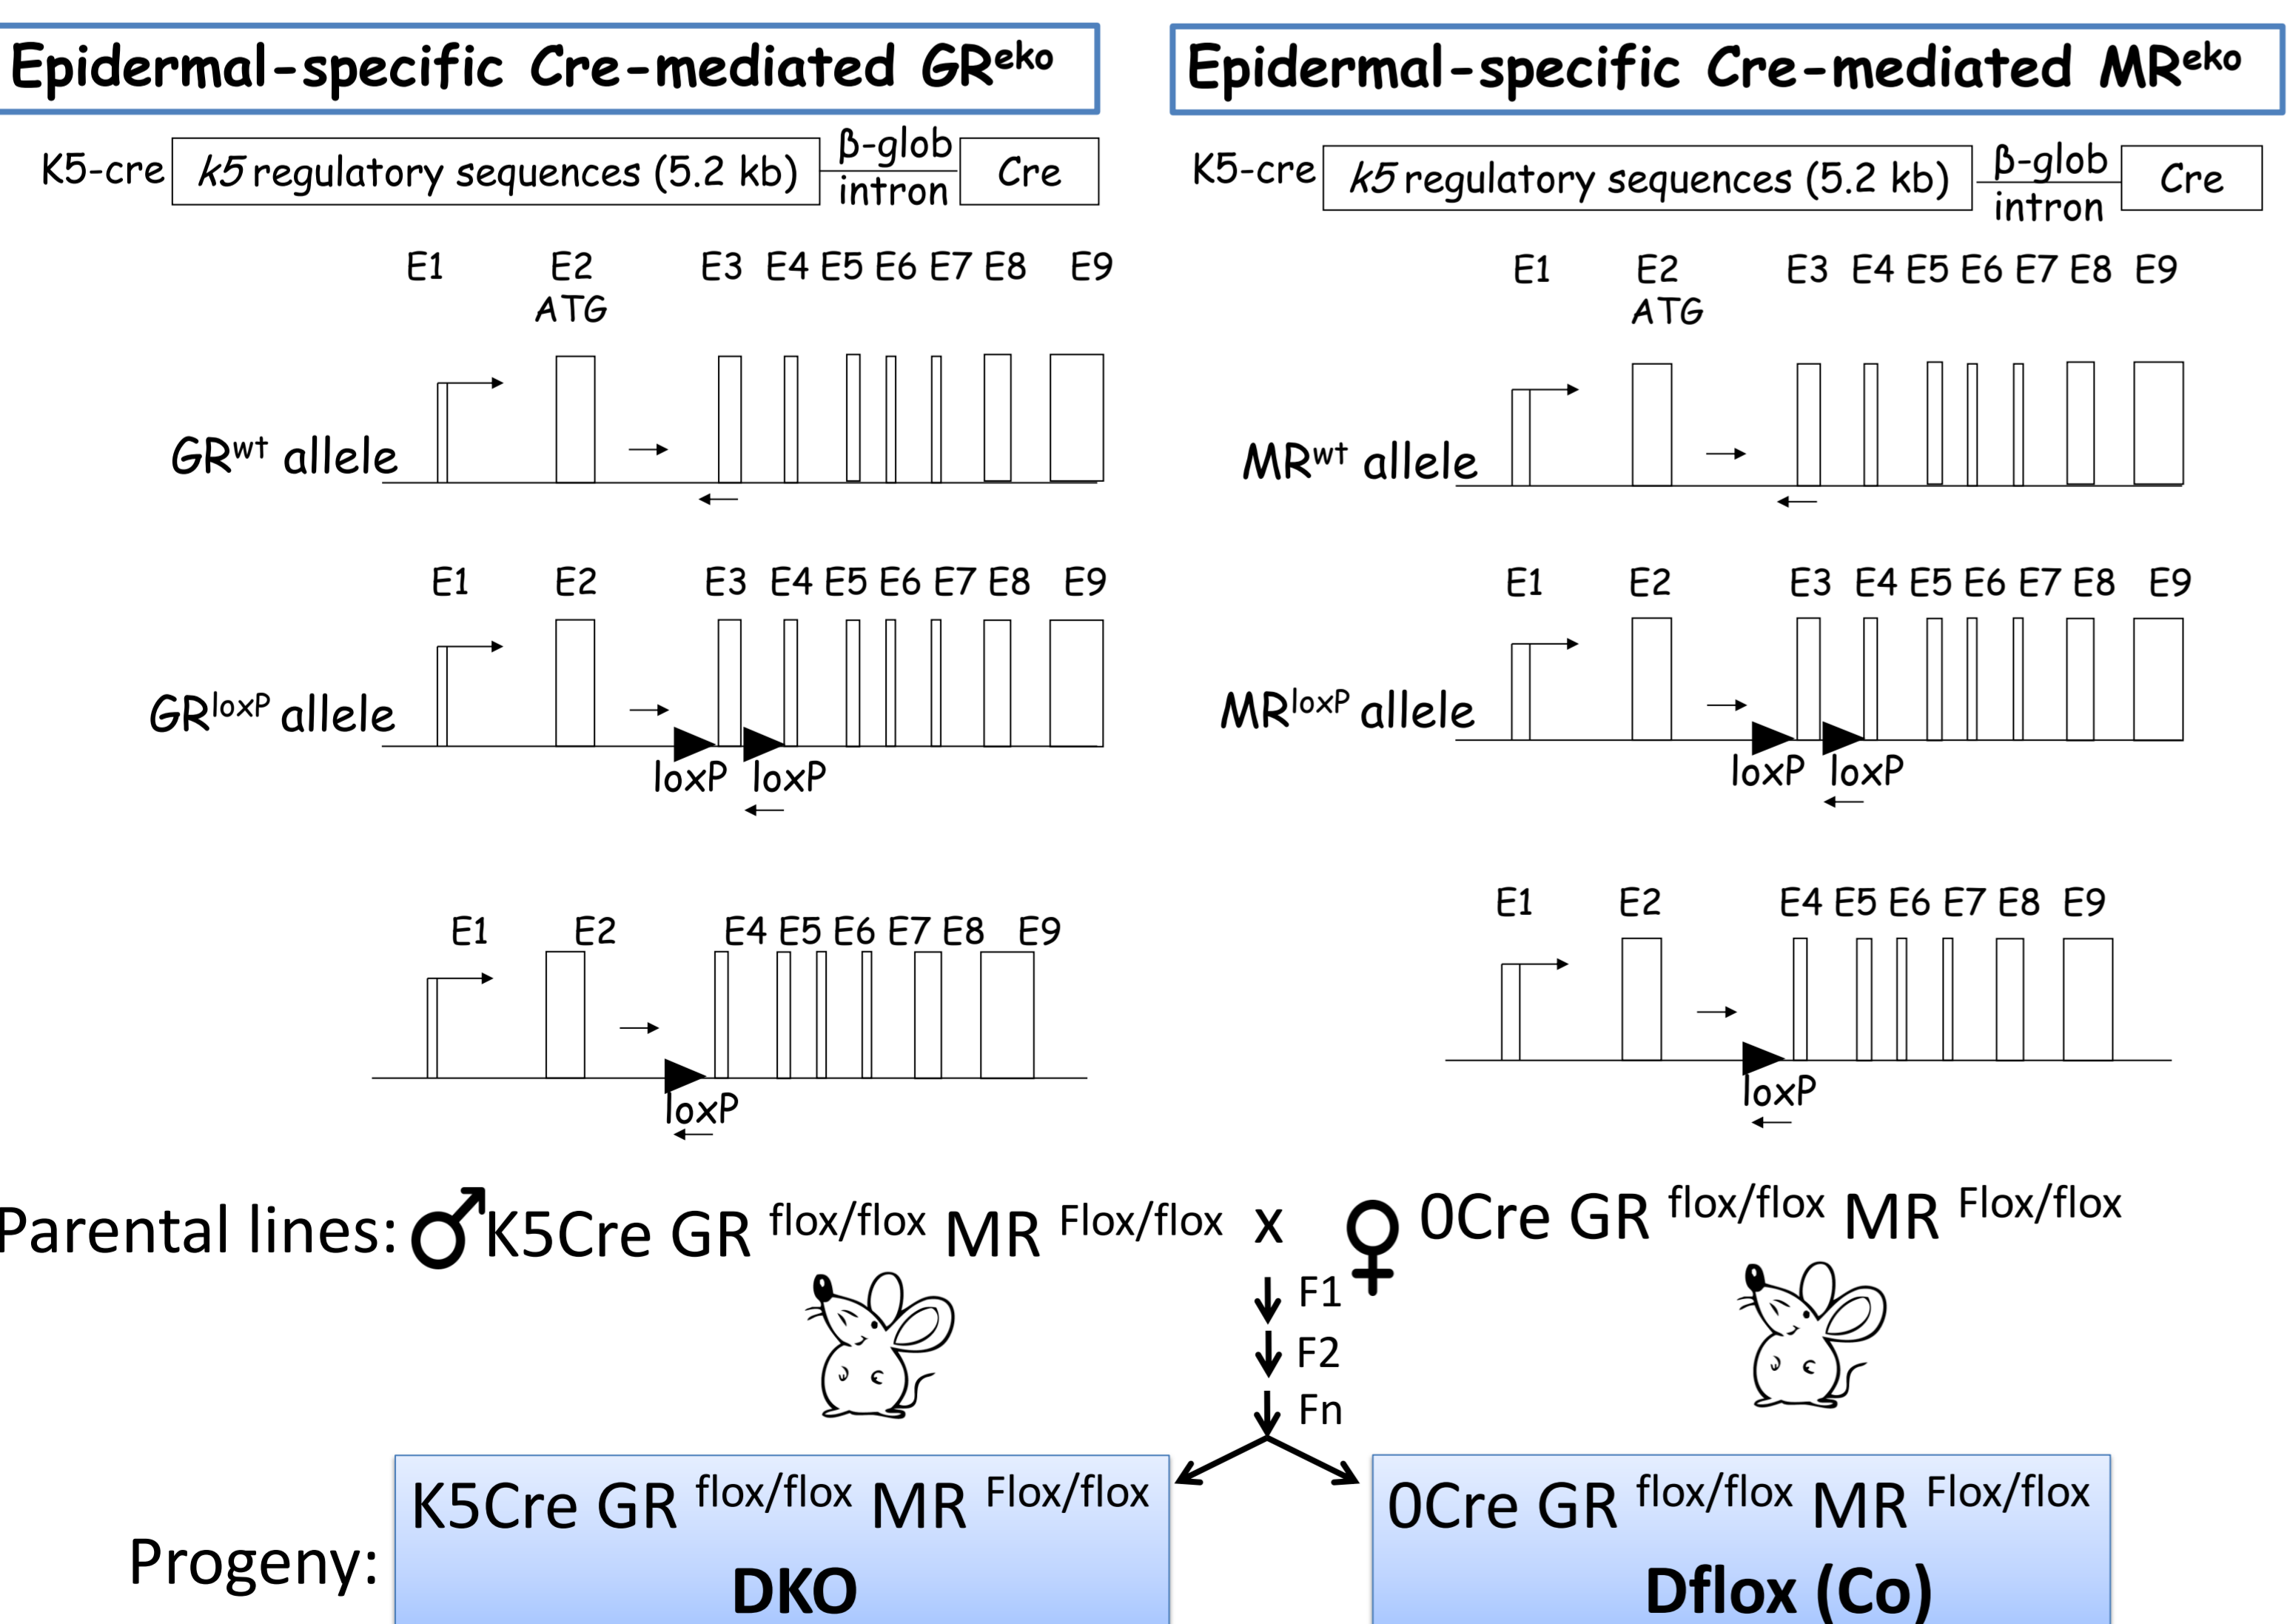 Epidermal-specific Cre-mediated GReko
K5-cre k5 regulatory sequences (5.2 kb) β-glob intron Cre
E1 E2 E3 E4 E5 E6 E7 E8 E9
ATG
GRwt allele
E1 E2 E3 E4 E5 E6 E7 E8 E9
GRloxP allele
loxP loxP
E1 E2 E4 E5 E6 E7 E8 E9
loxP
Epidermal-specific Cre-mediated MReko
K5-cre k5 regulatory sequences (5.2 kb) β-glob intron Cre
E1 E2 E3 E4 E5 E6 E7 E8 E9
ATG
MRwt allele
E1 E2 E3 E4 E5 E6 E7 E8 E9
MRloxP allele
loxP loxP
E1 E2 E4 E5 E6 E7 E8 E9
loxP
Parental lines: ♂K5Cre GR flox/flox MR Flox/flox x ♀ 0Cre GR flox/flox MR Flox/flox
F1
F2
Fn
Progeny:
K5Cre GR flox/flox MR Flox/flox
DKO
0Cre GR flox/flox MR Flox/flox
Dflox (Co)